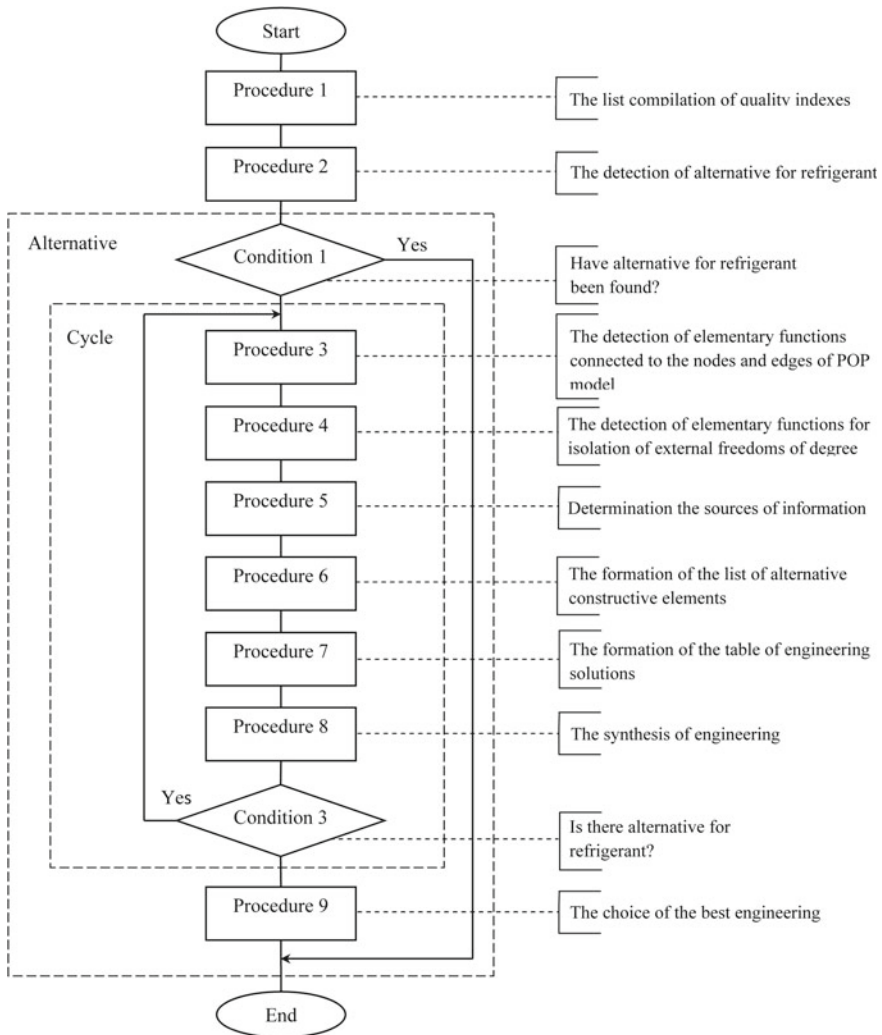 Start
Procedure 1
The list compilation of quality indexes
Procedure 2
The detection of alternative for refrigerant
Alternative
Condition 1
Yes
Have alternative for refrigerant
been found?
Cycle
Procedure 3
The detection of elementary functions
connected to the nodes and edges of POP
model
Procedure 4
The detection of elementary functions for
isolation of external freedoms of degree
Procedure 5
Determination the sources of information
Procedure 6
The formation of the list of alternative
constructive elements
Procedure 7
The formation of the table of engineering
solutions
Procedure 8
The synthesis of engineering
Yes
Condition 3
Is there alternative for
refrigerant?
Procedure 9
The choice of the best engineering
End